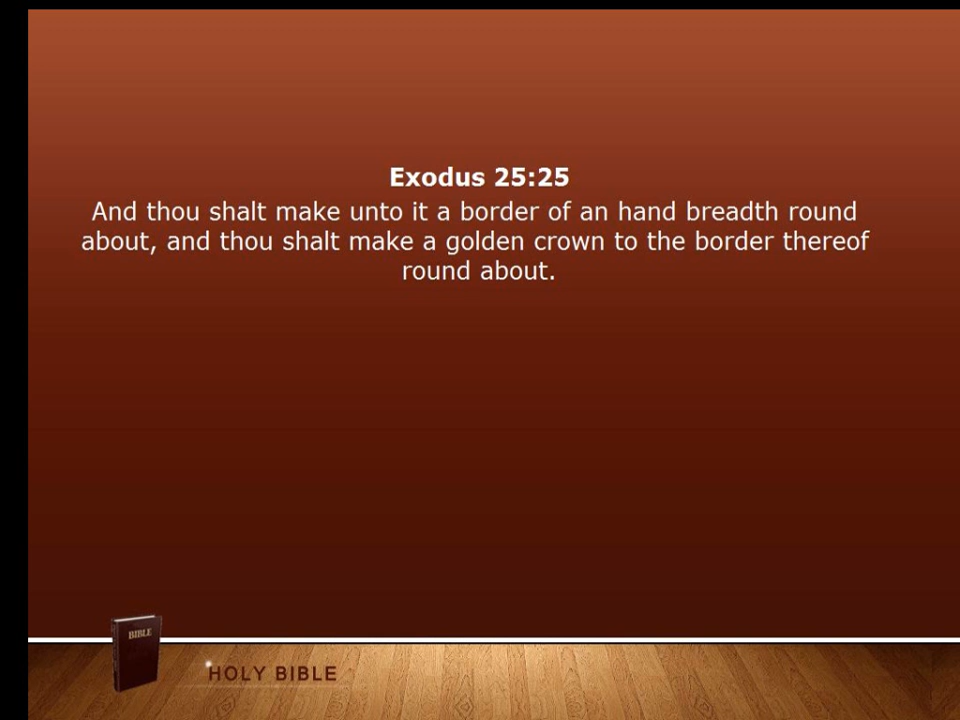 Exodus 25:25
And thou shalt make unto it a border of an hand breadth round
about, and thou shalt make a golden crown to the border thereof
round about.
BIBLE
HOLY BIBLE